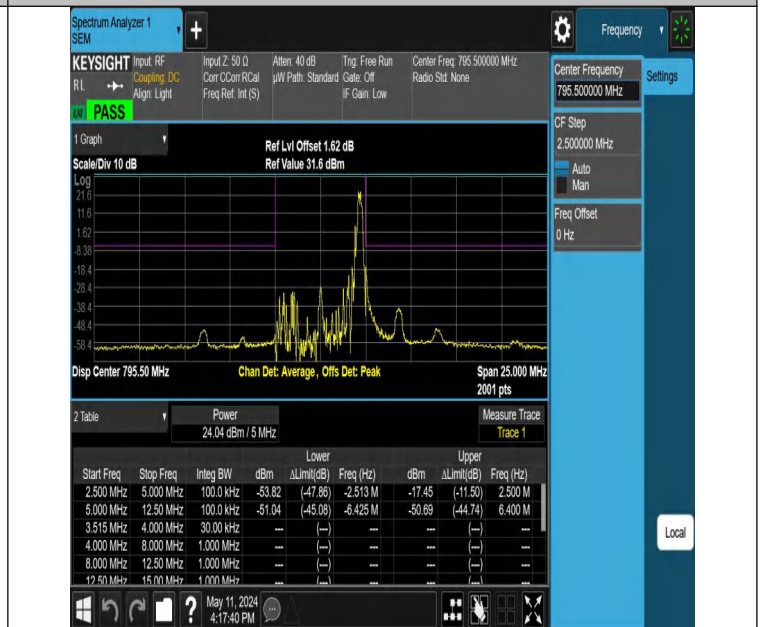 Spectrum Analyzer 1
SEM
Frequency
KEYSIGHT
RL
PASS
Input: RF
Coupling: DC
Align: Light
Input Z: 50 Ω
Corr CCorr RCal
Freq Ref: Int (S)
Atten: 40 dB
µW Path: Standard
Trig: Free Run
Gate: Off
IF Gain: Low
Center Freq: 795.500000 MHz
Radio Std: None
Center Frequency
795.500000 MHz
Settings
CF Step
2.500000 MHz
Auto
Man
Freq Offset
0 Hz
Local
1 Graph
Scale/Div 10 dB
Ref Lvl Offset 1.62 dB
Ref Value 31.6 dBm
Log
21.6
11.6
1.62
-8.38
-18.4
-28.4
-38.4
-48.4
-58.4
Disp Center 795.50 MHz
Chan Det: Average, Offs Det: Peak
Span 25.000 MHz
2001 pts
2 Table
Power
24.04 dBm / 5 MHz
Measure Trace
Trace 1
Lower Upper
Start Freq Stop Freq Integ BW dBm ΔLimit(dB) Freq (Hz) dBm ΔLimit(dB) Freq (Hz)
2.500 MHz 5.000 MHz 100.0 kHz -53.82 (-47.86) -2.513 M -17.45 (-11.50) 2.500 M
5.000 MHz 12.50 MHz 100.0 kHz -51.04 (-45.08) -6.425 M -50.69 (-44.74) 6.400 M
3.515 MHz 4.000 MHz 30.00 kHz --- (---) --- --- (---) ---
4.000 MHz 8.000 MHz 1.000 MHz --- (---) --- --- (---) ---
8.000 MHz 12.50 MHz 1.000 MHz --- (---) --- --- (---) ---
12.50 MHz 15.00 MHz 1.000 MHz --- (---) --- --- (---) ---
May 11, 2024
4:17:40 PM